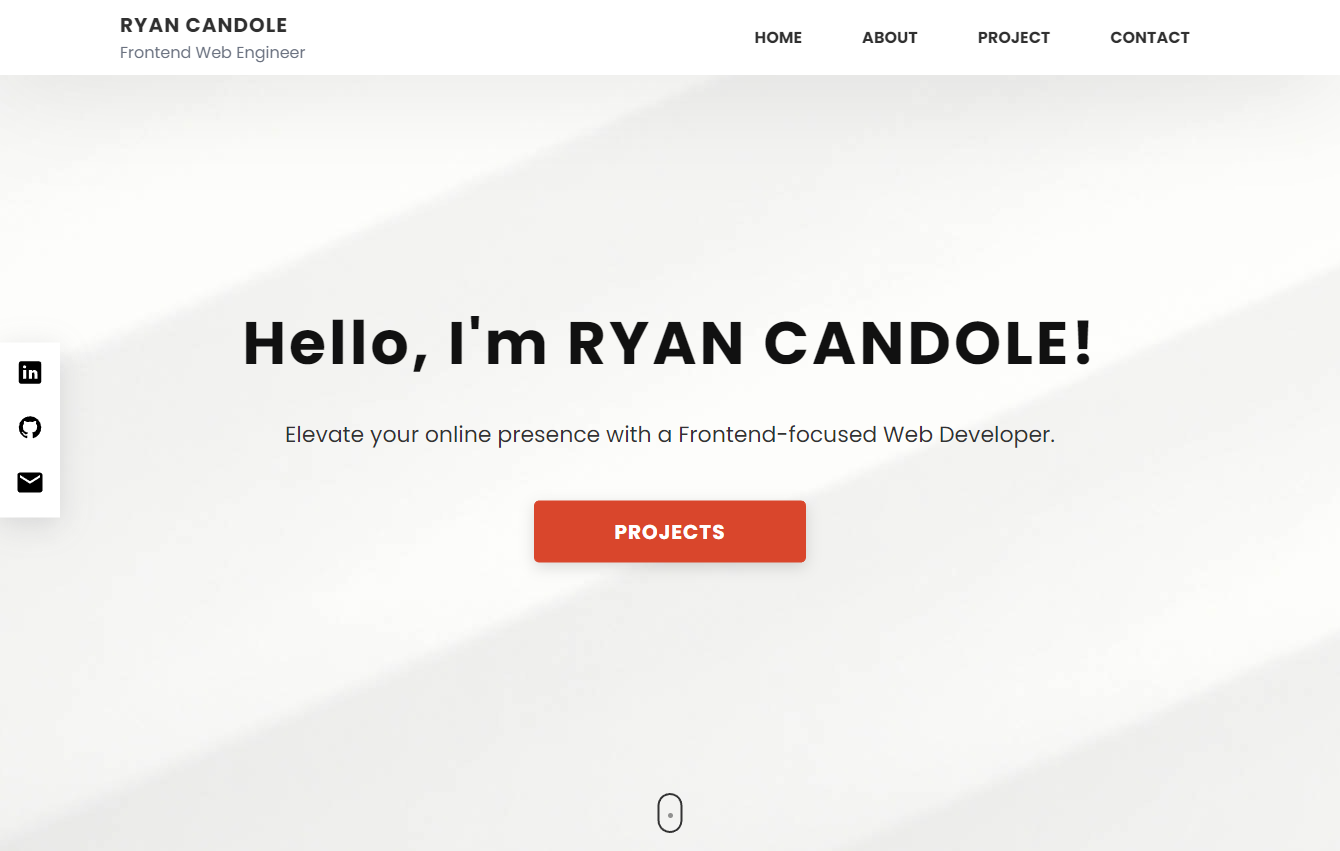 RYAN CANDOLE
Frontend Web Engineer
HOME ABOUT PROJECT CONTACT
Hello, I'm RYAN CANDOLE!
Elevate your online presence with a Frontend-focused Web Developer.
PROJECTS
in